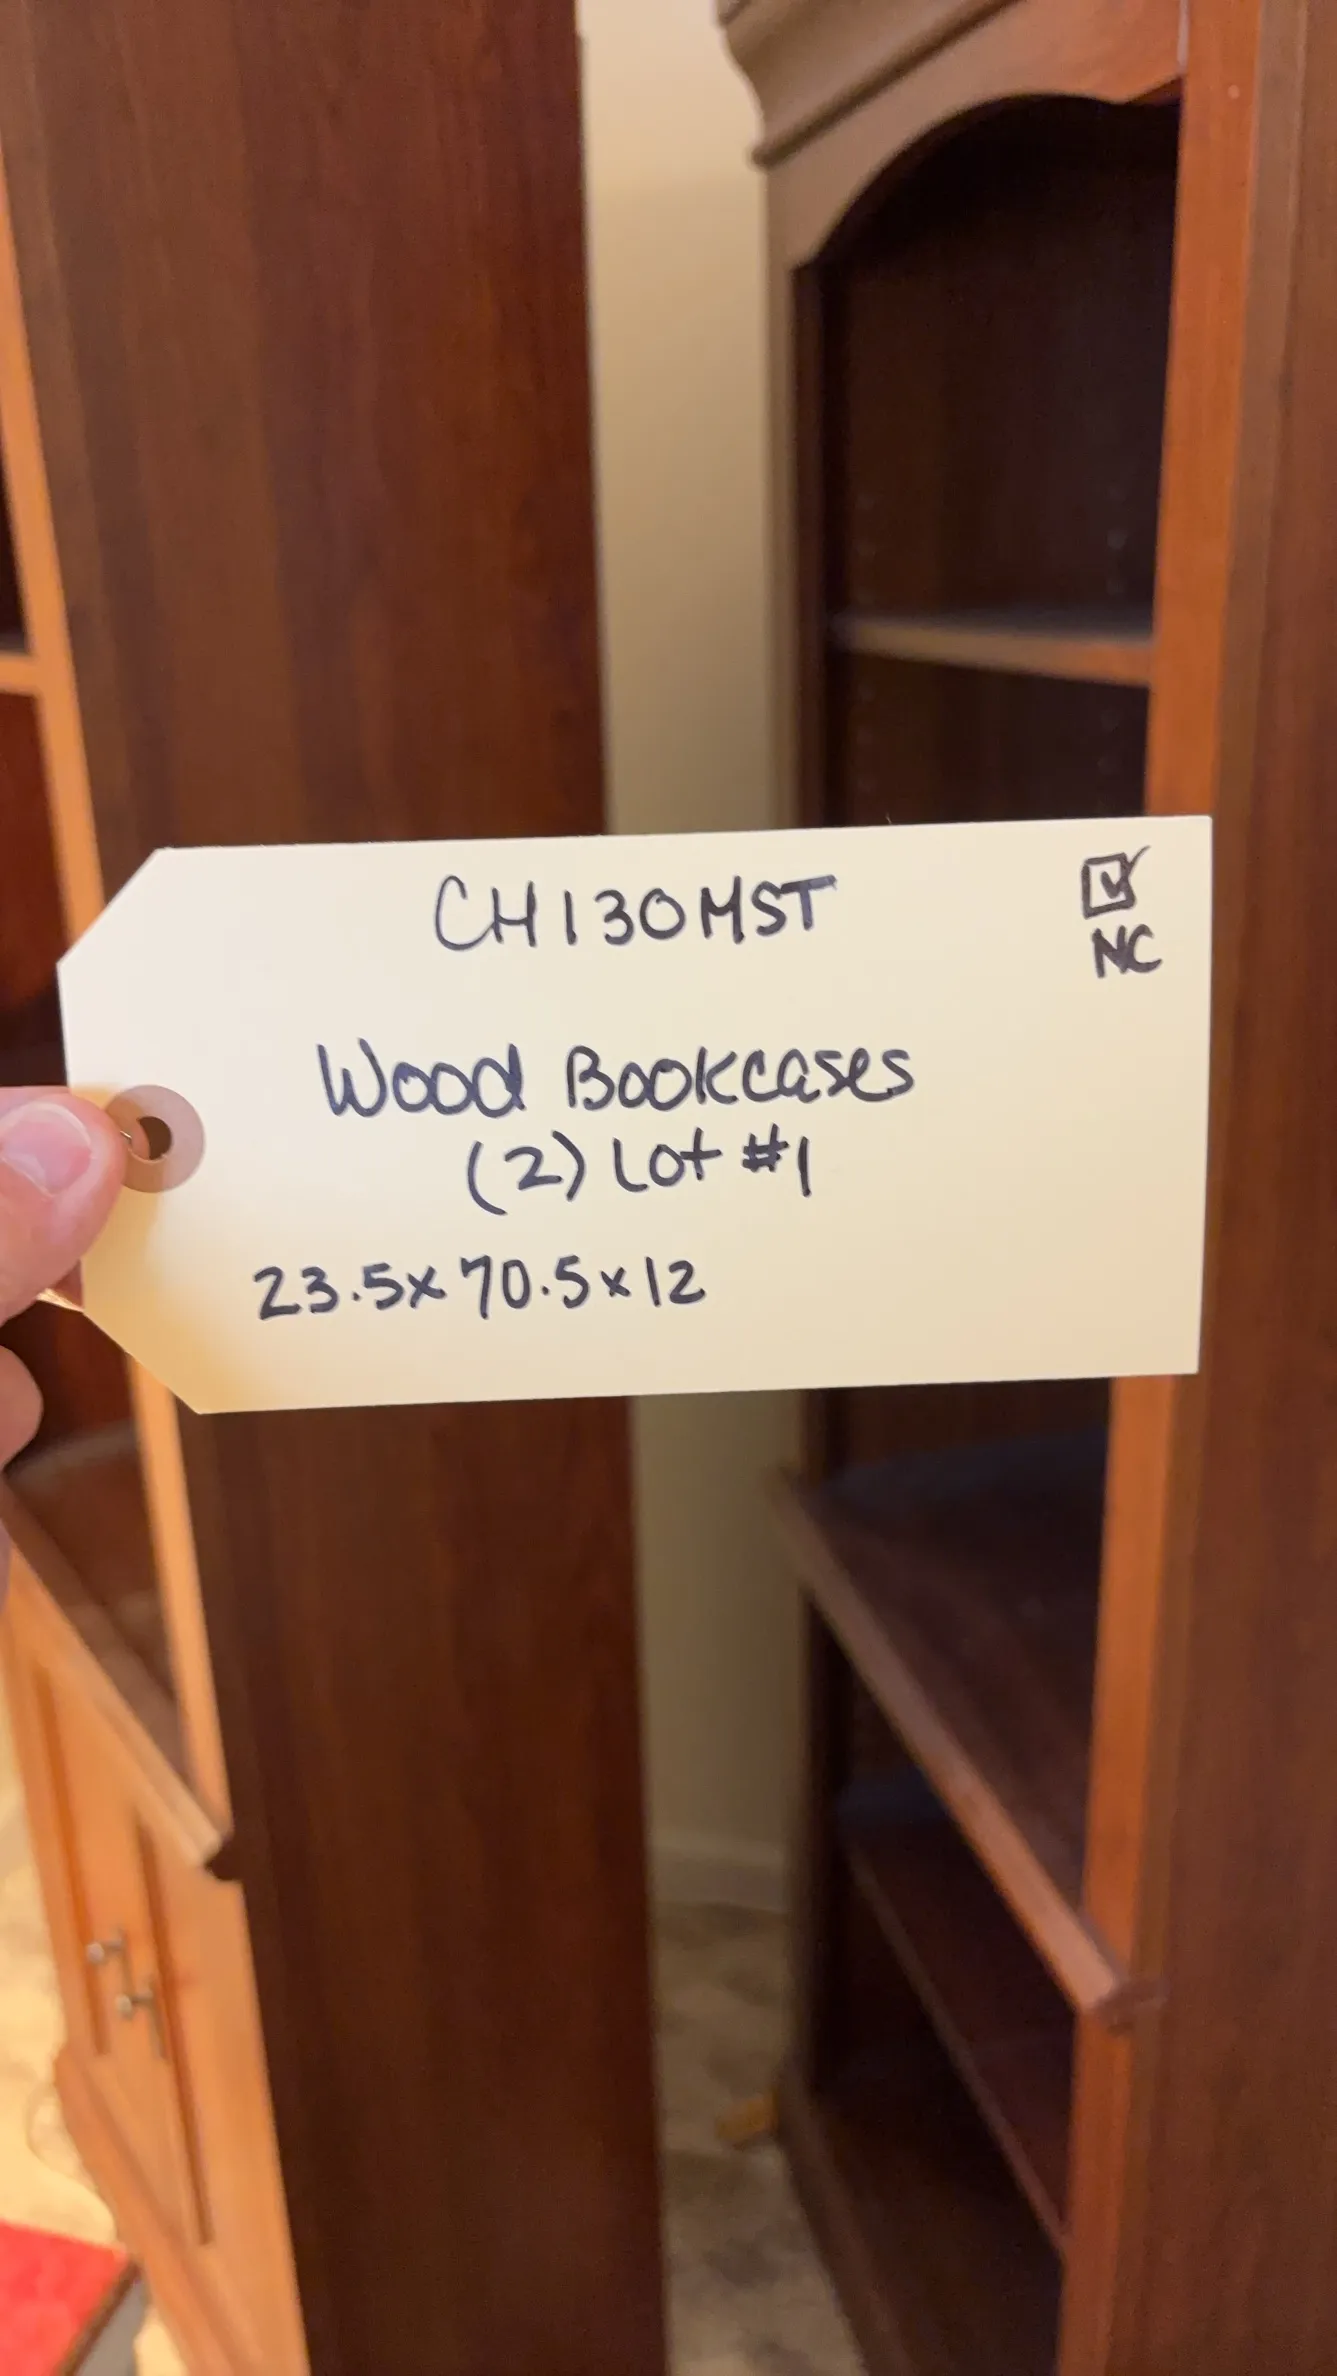 CH130MST
☑
NC
Wood Bookcases
(2) Lot #1
23.5x70.5x12